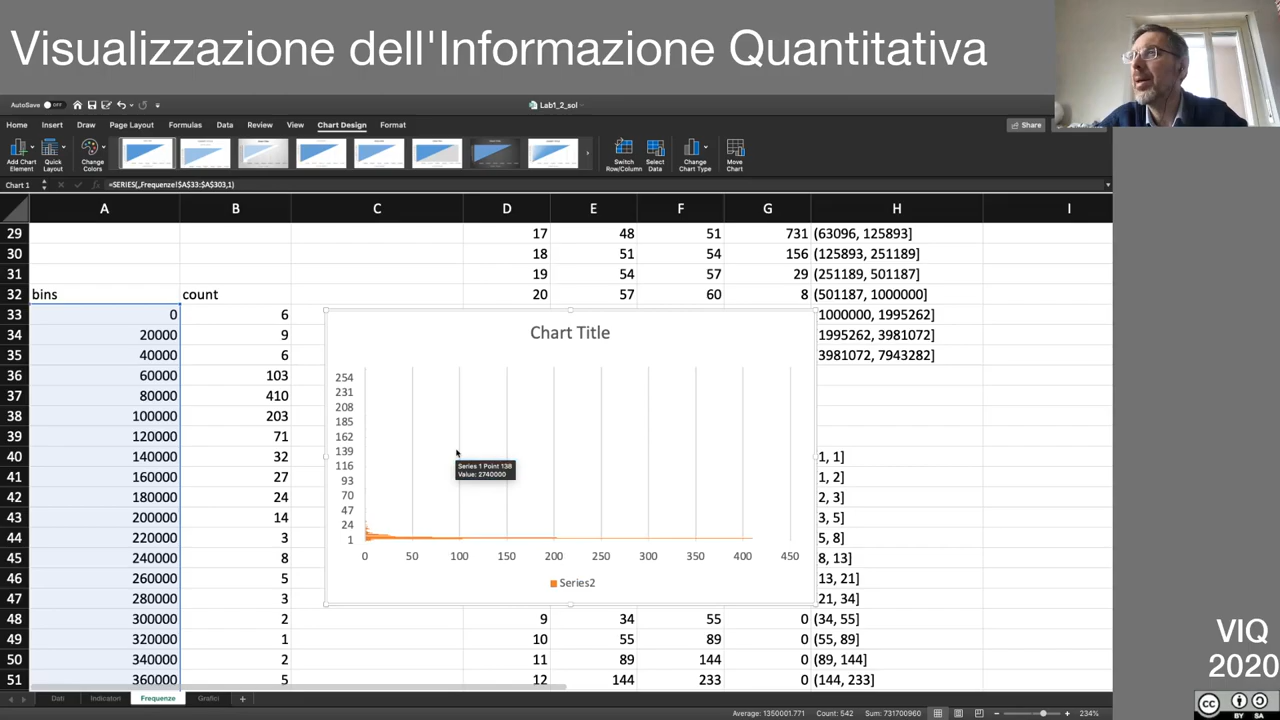 Visualizzazione dell'Informazione Quantitativa
AutoSave OFF
Lab1_2_sol
Home Insert Draw Page Layout Formulas Data Review View Chart Design Format
Share
Add Chart Element
Quick Layout
Change Colors
Switch Row/Column
Select Data
Change Chart Type
Move Chart
Chart 1 =SERIES(,Frequenze!$A$33:$A$303,1)
A B C D E F G H I
29 17 48 51 731 (63096, 125893]
30 18 51 54 156 (125893, 251189]
31 19 54 57 29 (251189, 501187]
32 bins count 20 57 60 8 (501187, 1000000]
33 0 6 1000000, 1995262]
34 20000 9 1995262, 3981072]
35 40000 6 3981072, 7943282]
36 60000 103
37 80000 410
38 100000 203
39 120000 71
40 140000 32 1, 1]
41 160000 27 1, 2]
42 180000 24 2, 3]
43 200000 14 3, 5]
44 220000 3 5, 8]
45 240000 8 8, 13]
46 260000 5 13, 21]
47 280000 3 21, 34]
48 300000 2 9 34 55 0 (34, 55]
49 320000 1 10 55 89 0 (55, 89]
50 340000 2 11 89 144 0 (89, 144]
51 360000 5 12 144 233 0 (144, 233]
Chart Title
254
231
208
185
162
139
116
93
70
47
24
1
0 50 100 150 200 250 300 350 400 450
Series2
Series 1 Point 138
Value: 2740000
Dati Indicatori Frequenze Grafici +
Average: 1350001.771 Count: 542 Sum: 731700960
234%
VIQ
2020
cc
BY SA